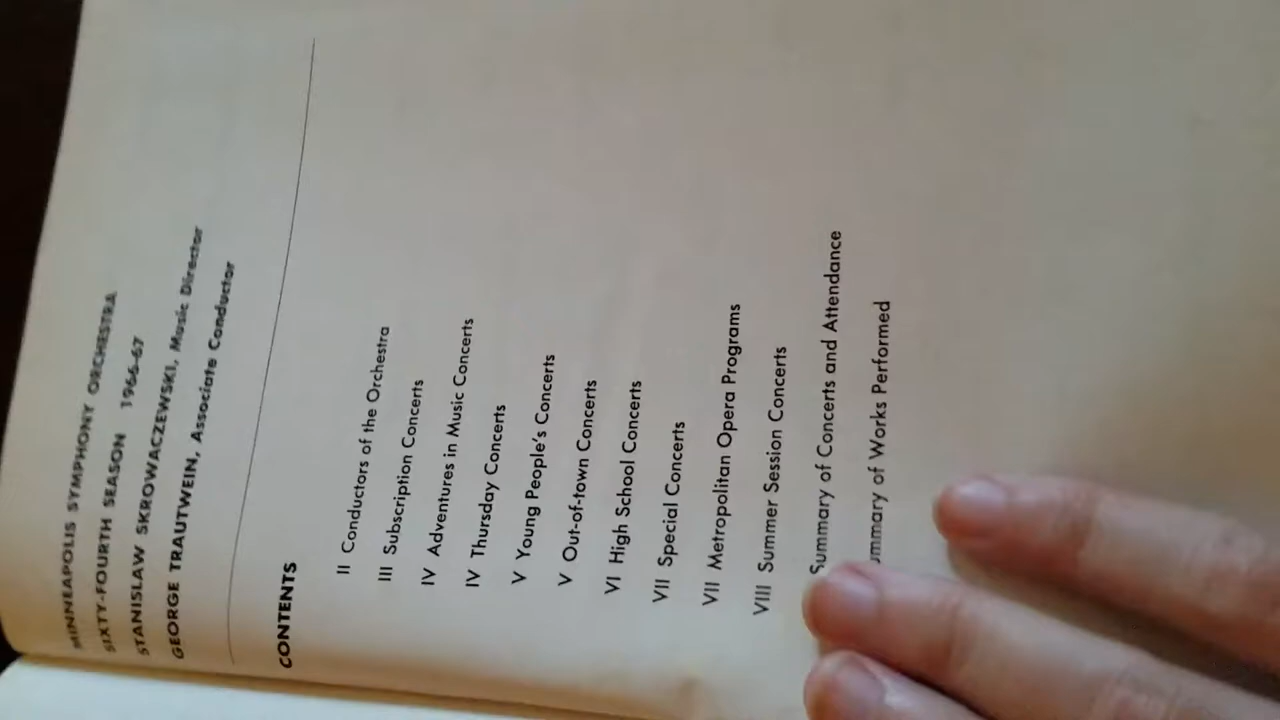 MINNEAPOLIS SYMPHONY ORCHESTRA
SIXTY-FOURTH SEASON 1966-67
STANISLAW SKROWACZEWSKI, Music Director
GEORGE TRAUTWEIN, Associate Conductor
CONTENTS
II Conductors of the Orchestra
III Subscription Concerts
IV Adventures in Music Concerts
IV Thursday Concerts
V Young People's Concerts
V Out-of-town Concerts
VI High School Concerts
VII Special Concerts
VII Metropolitan Opera Programs
VIII Summer Session Concerts
Summary of Concerts and Attendance
of Works Performed